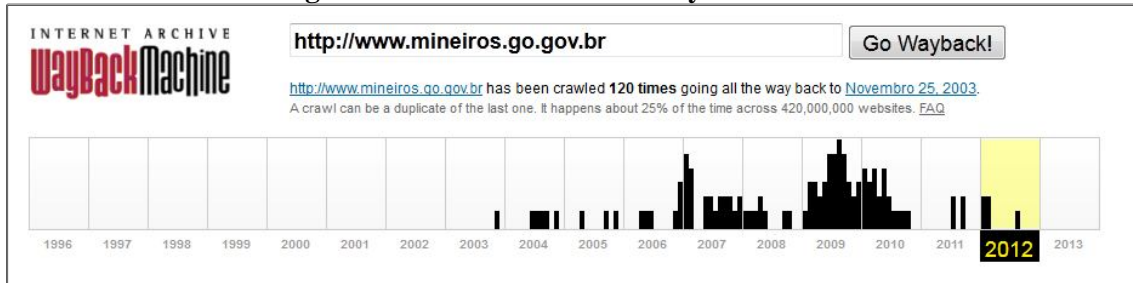 INTERNET ARCHIVE
WayBackMachine
http://www.mineiros.go.gov.br
Go Wayback!
http://www.mineiros.go.gov.br has been crawled 120 times going all the way back to Novembro 25, 2003.
A crawl can be a duplicate of the last one. It happens about 25% of the time across 420,000,000 websites. FAQ
1996 1997 1998 1999 2000 2001 2002 2003 2004 2005 2006 2007 2008 2009 2010 2011 2012 2013